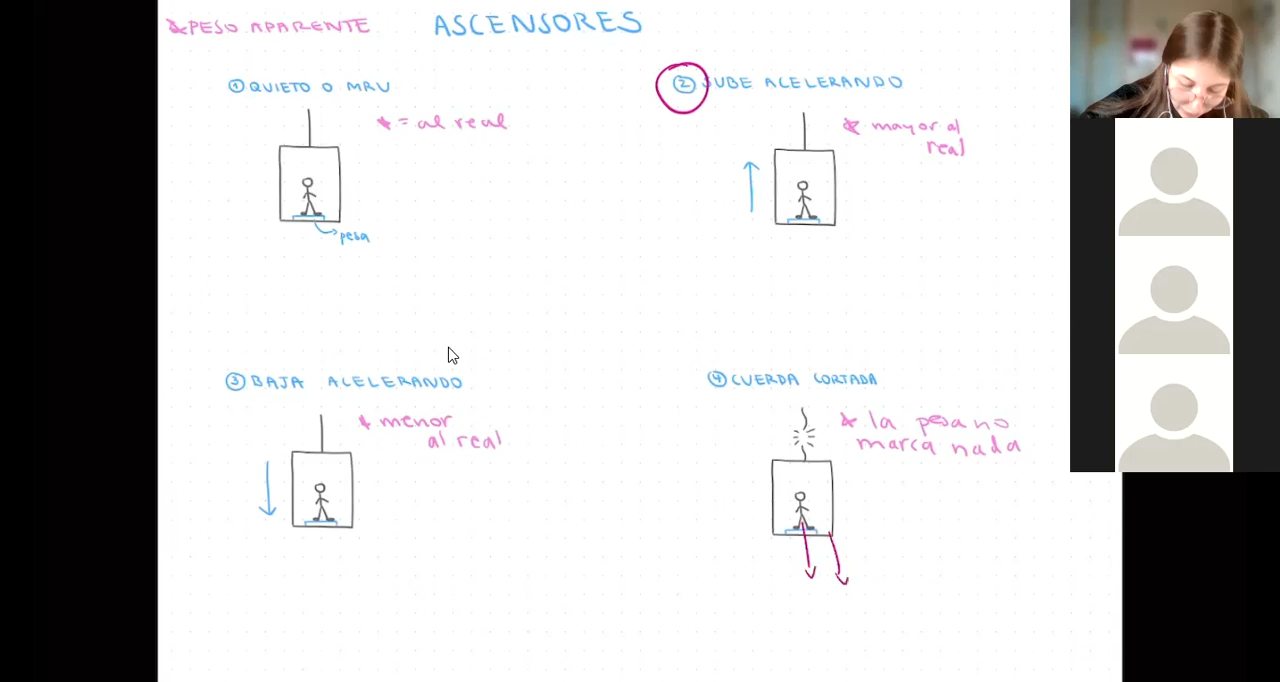 *PESO APARENTE
ASCENSORES
① QUIETO O MRU
* = al real
pesa
② SUBE ACELERANDO
* mayor al
real
③ BAJA ACELERANDO
* menor
al real
④ CUERDA CORTADA
* la pesa no
marca nada